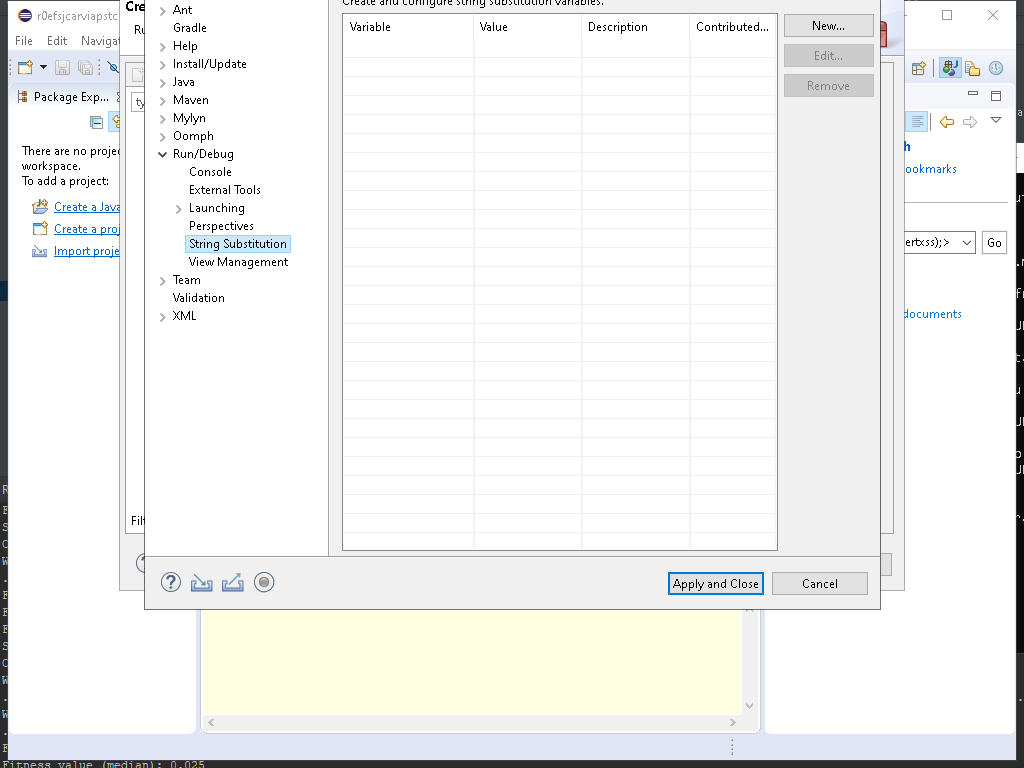 r0efsjcarviapstc
File Edit Navigat
Package Exp...
There are no projec
workspace.
To add a project:
Create a Java
Create a proj
Import proje
Cre
Ru
ty
Filt
Ant
Gradle
Help
Install/Update
Java
Maven
Mylyn
Oomph
Run/Debug
Console
External Tools
Launching
Perspectives
String Substitution
View Management
Team
Validation
XML
Create and configure string substitution variables.
Variable Value Description Contributed...
New...
Edit...
Remove
Apply and Close
Cancel
h
ookmarks
ertxss);>
Go
documents
Fitness value (median): 0.025